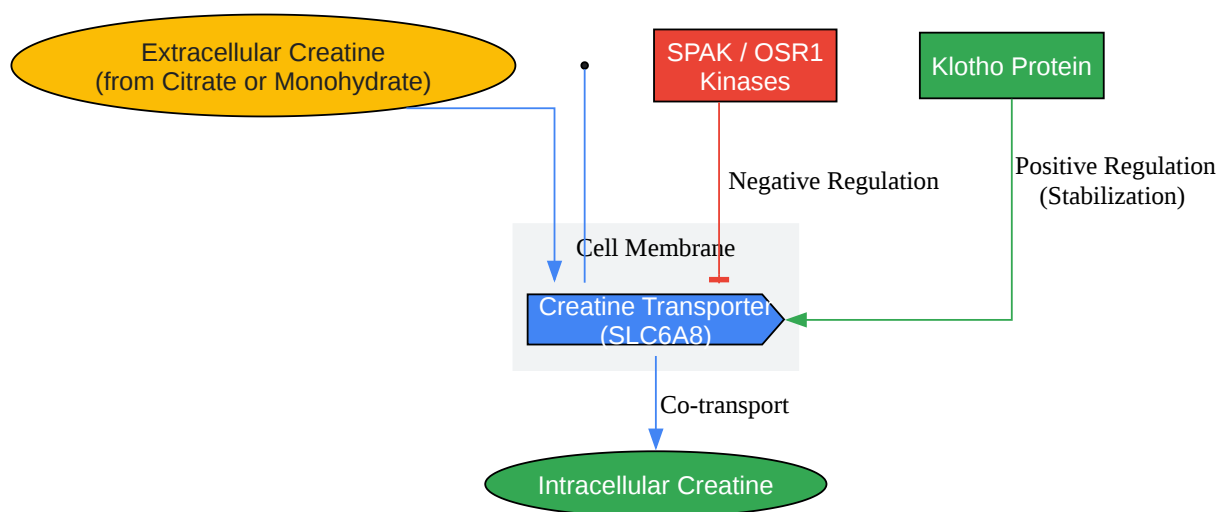 Extracellular Creatine
(from Citrate or Monohydrate)
SPAK / OSR1
Kinases
Klotho Protein
Negative Regulation
Positive Regulation
(Stabilization)
Cell Membrane
Creatine Transporter
(SLC6A8)
Co-transport
Intracellular Creatine